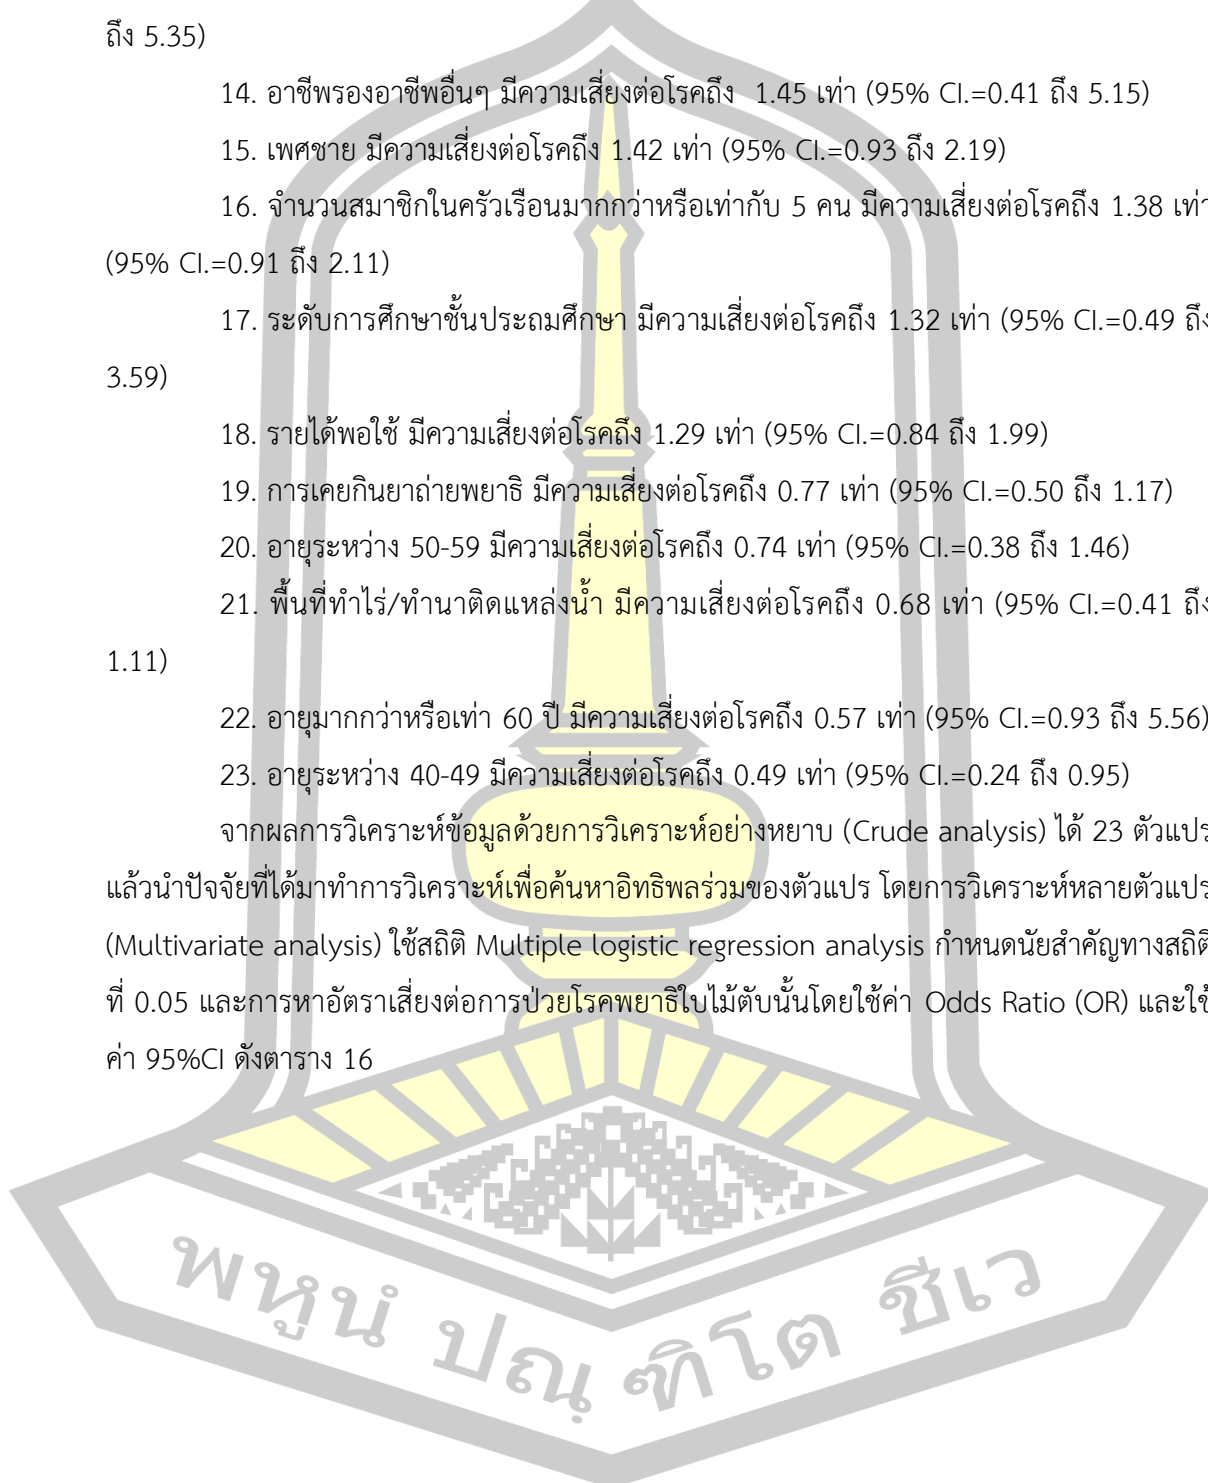 ถึง 5.35)
14. อาชีพรองอาชีพอื่นๆ มีความเสี่ยงต่อโรคถึง  1.45 เท่า (95% CI.=0.41 ถึง 5.15)
15. เพศชาย มีความเสี่ยงต่อโรคถึง 1.42 เท่า (95% CI.=0.93 ถึง 2.19)
16. จำนวนสมาชิกในครัวเรือนมากกว่าหรือเท่ากับ 5 คน มีความเสี่ยงต่อโรคถึง 1.38 เท่า
(95% CI.=0.91 ถึง 2.11)
17. ระดับการศึกษาชั้นประถมศึกษา มีความเสี่ยงต่อโรคถึง 1.32 เท่า (95% CI.=0.49 ถึง
3.59)
18. รายได้พอใช้ มีความเสี่ยงต่อโรคถึง 1.29 เท่า (95% CI.=0.84 ถึง 1.99)
19. การเคยกินยาถ่ายพยาธิ มีความเสี่ยงต่อโรคถึง 0.77 เท่า (95% CI.=0.50 ถึง 1.17)
20. อายุระหว่าง 50-59 มีความเสี่ยงต่อโรคถึง 0.74 เท่า (95% CI.=0.38 ถึง 1.46)
21. พื้นที่ทำไร่/ทำนาติดแหล่งน้ำ มีความเสี่ยงต่อโรคถึง 0.68 เท่า (95% CI.=0.41 ถึง
1.11)
22. อายุมากกว่าหรือเท่า 60 ปี มีความเสี่ยงต่อโรคถึง 0.57 เท่า (95% CI.=0.93 ถึง 5.56)
23. อายุระหว่าง 40-49 มีความเสี่ยงต่อโรคถึง 0.49 เท่า (95% CI.=0.24 ถึง 0.95)
จากผลการวิเคราะห์ข้อมูลด้วยการวิเคราะห์อย่างหยาบ (Crude analysis) ได้ 23 ตัวแปร
แล้วนำปัจจัยที่ได้มาทำการวิเคราะห์เพื่อค้นหาอิทธิพลร่วมของตัวแปร โดยการวิเคราะห์หลายตัวแปร
(Multivariate analysis) ใช้สถิติ Multiple logistic regression analysis กำหนดนัยสำคัญทางสถิติ
ที่ 0.05 และการหาอัตราเสี่ยงต่อการป่วยโรคพยาธิใบไม้ตับนั้นโดยใช้ค่า Odds Ratio (OR) และใช้
ค่า 95%CI ดังตาราง 16
พหูนํ ปณฺฑิโต ชีเว